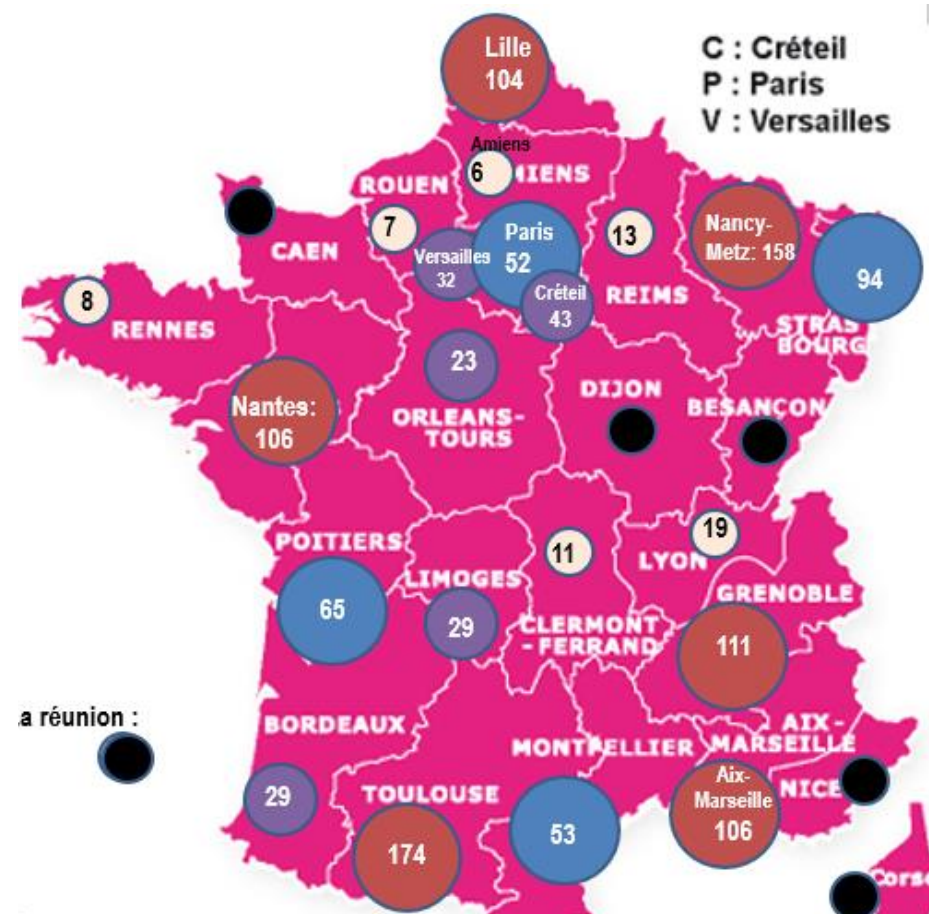 Lille
104
C : Créteil
P : Paris
V : Versailles
Amiens
6
MIENS
ROUEN
7
CAEN
Versailles
32
Paris
52
Créteil
43
13
REIMS
Nancy-
Metz: 158
94
STRAS
BOURG
8
RENNES
Nantes:
106
23
ORLEANS-
TOURS
DIJON
BESANÇON
POITIERS
65
LIMOGES
29
11
CLERMONT
-FERRAND
19
LYON
GRENOBLE
111
a réunion :
BORDEAUX
29
TOULOUSE
174
MONTPELLIER
53
AIX-
MARSEILLE
Aix-
Marseille
106
NICE
Corse